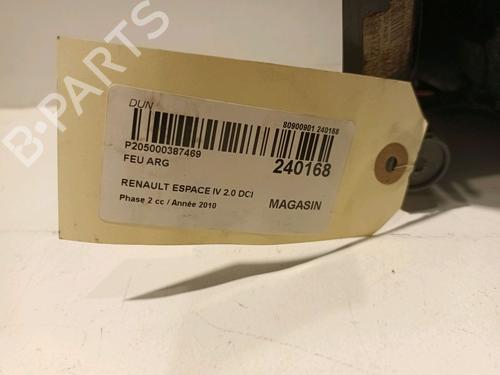 DUN
80900901 240168
P205000387469
FEU ARG
240168
RENAULT ESPACE IV 2.0 DCI
Phase 2 cc / Année 2010
MAGASIN
B-PARTS